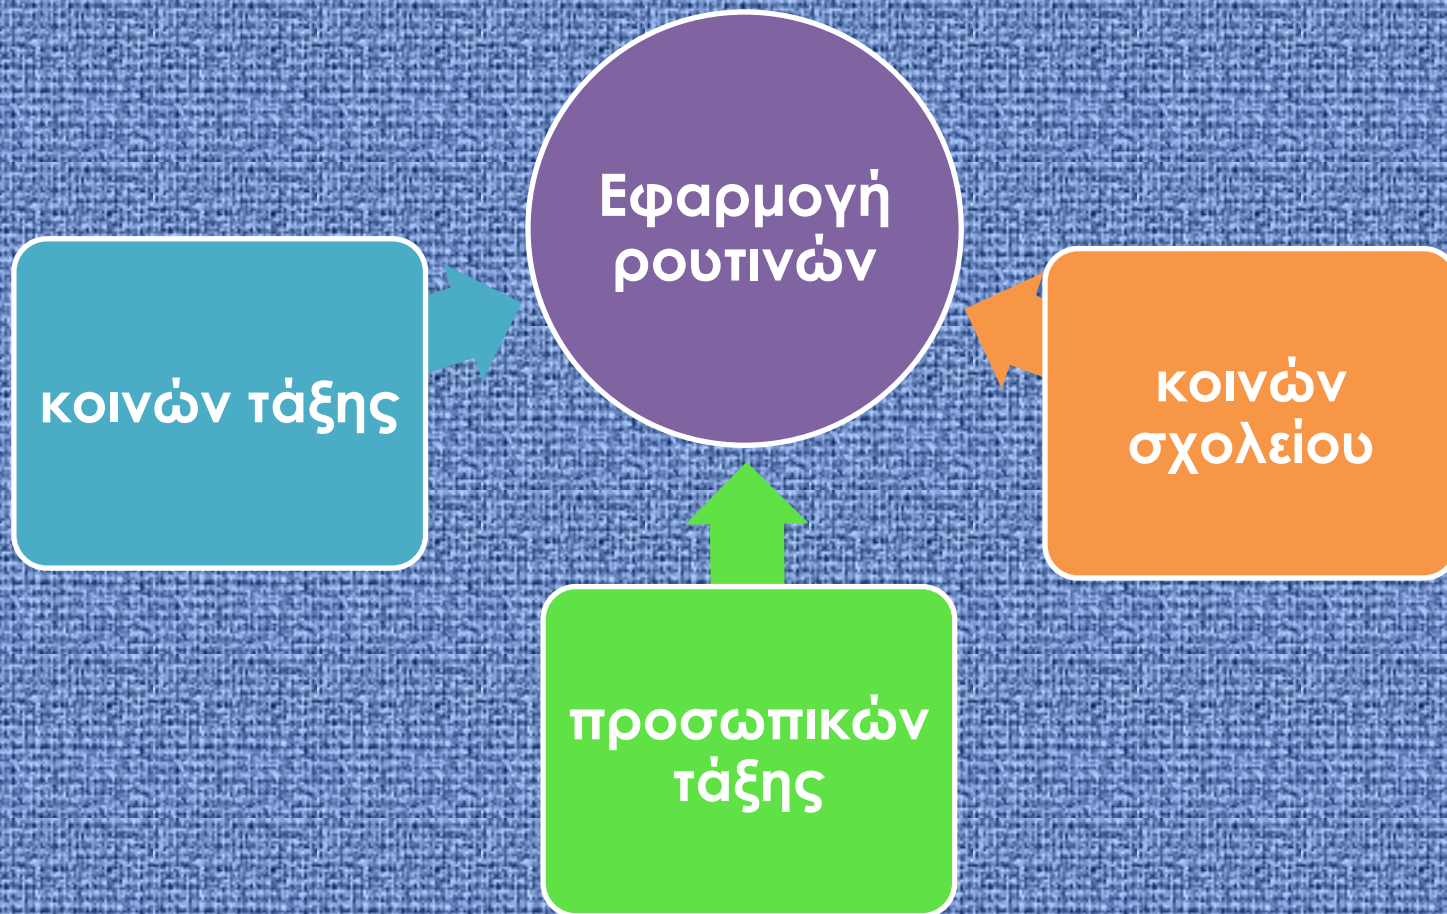 Εφαρμογή
ρουτινών
κοινών τάξης
κοινών
σχολείου
προσωπικών
τάξης